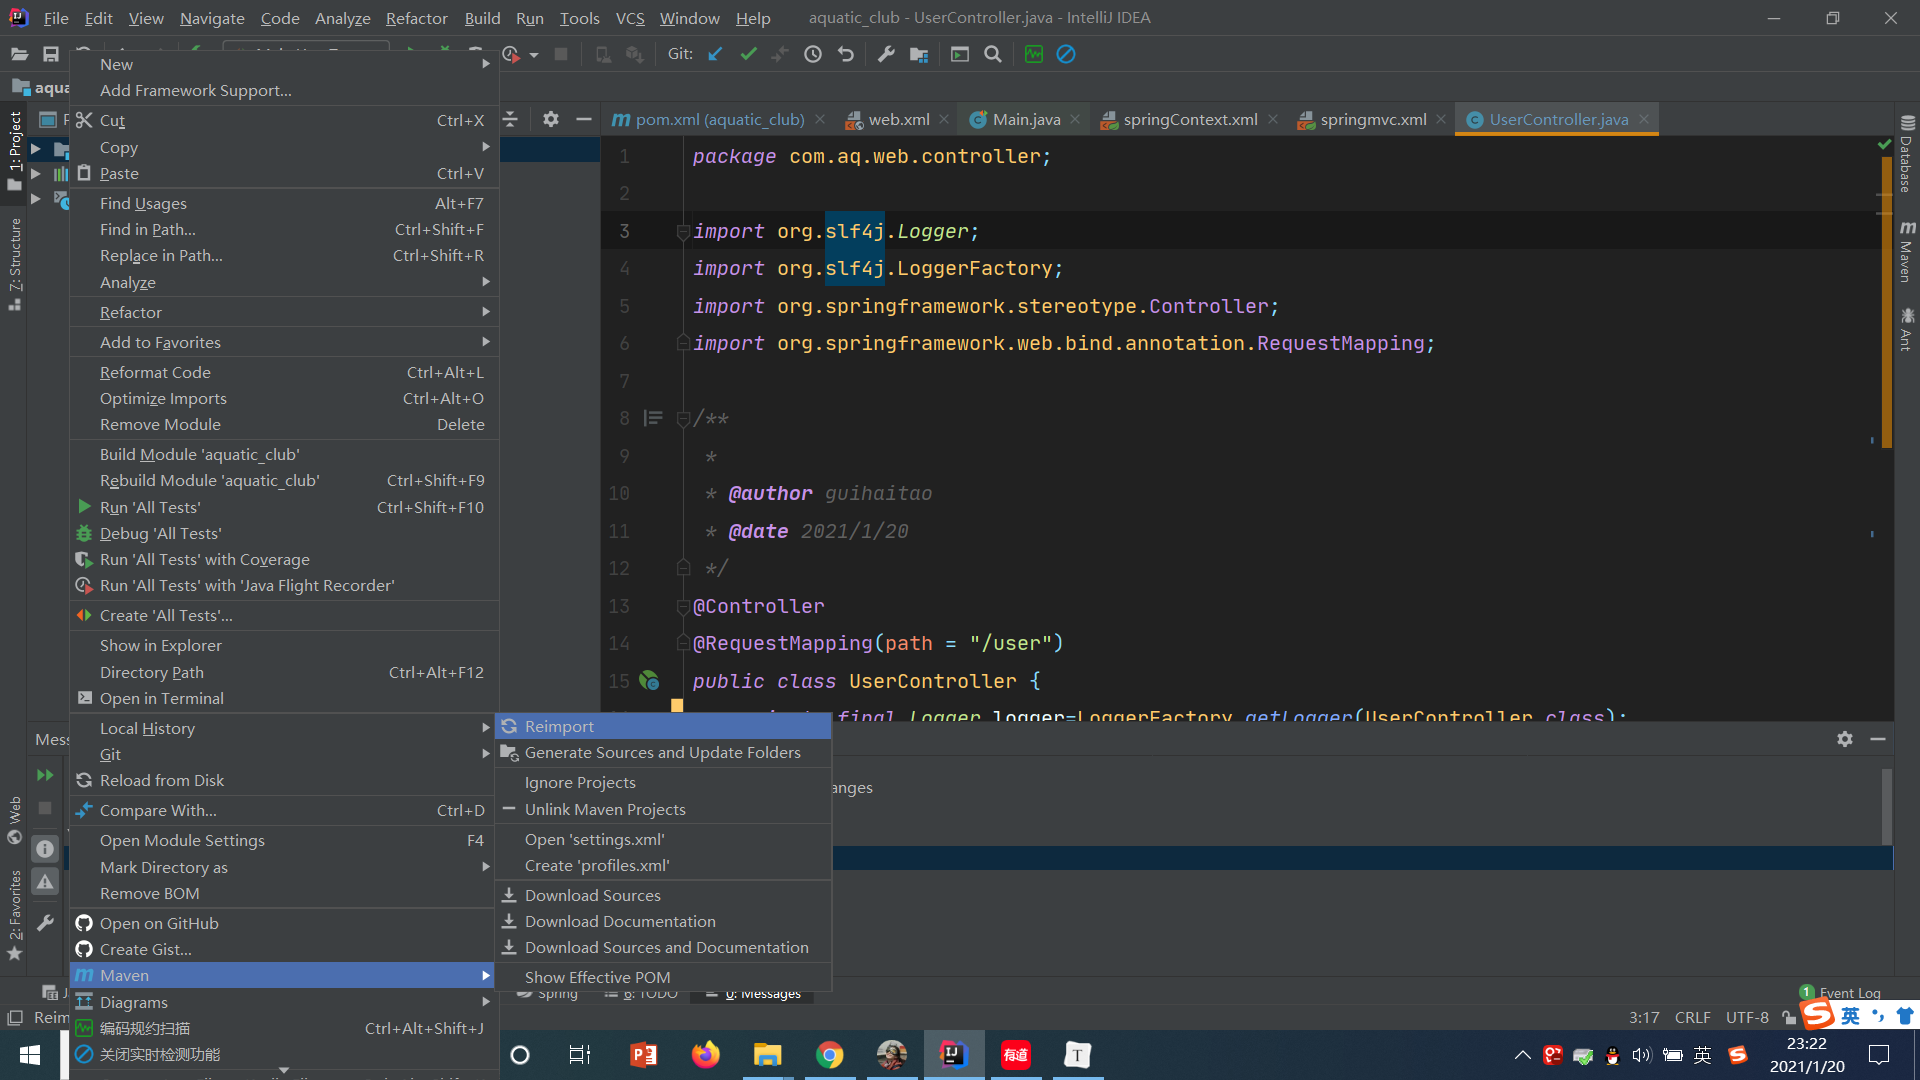 File Edit View Navigate Code Analyze Refactor Build Run Tools VCS Window Help aquatic_club - UserController.java - IntelliJ IDEA
Git:
aqua
1: Project
7: Structure
Web
2: Favorites
New
Add Framework Support...
Cut Ctrl+X
Copy
Paste Ctrl+V
Find Usages Alt+F7
Find in Path... Ctrl+Shift+F
Replace in Path... Ctrl+Shift+R
Analyze
Refactor
Add to Favorites
Reformat Code Ctrl+Alt+L
Optimize Imports Ctrl+Alt+O
Remove Module Delete
Build Module 'aquatic_club'
Rebuild Module 'aquatic_club' Ctrl+Shift+F9
Run 'All Tests' Ctrl+Shift+F10
Debug 'All Tests'
Run 'All Tests' with Coverage
Run 'All Tests' with 'Java Flight Recorder'
Create 'All Tests'...
Show in Explorer
Directory Path Ctrl+Alt+F12
Open in Terminal
Local History
Git
Reload from Disk
Compare With... Ctrl+D
Open Module Settings F4
Mark Directory as
Remove BOM
Open on GitHub
Create Gist...
Maven
Diagrams
编码规约扫描 Ctrl+Alt+Shift+J
关闭实时检测功能
Reimport
Generate Sources and Update Folders
Ignore Projects
Unlink Maven Projects
Open 'settings.xml'
Create 'profiles.xml'
Download Sources
Download Documentation
Download Sources and Documentation
Show Effective POM
pom.xml (aquatic_club) web.xml Main.java springContext.xml springmvc.xml UserController.java
1 package com.aq.web.controller;
2
3 import org.slf4j.Logger;
4 import org.slf4j.LoggerFactory;
5 import org.springframework.stereotype.Controller;
6 import org.springframework.web.bind.annotation.RequestMapping;
7
8 /**
9 *
10 * @author guihaitao
11 * @date 2021/1/20
12 */
13 @Controller
14 @RequestMapping(path = "/user")
15 public class UserController {
final Logger logger=LoggerFactory.getLogger(UserController.class);
Database
Maven
Ant
Mess
anges
Spring 6: TODO 0: Messages
1 Event Log
Reim
3:17 CRLF UTF-8
英
有道
T
英
23:22
2021/1/20